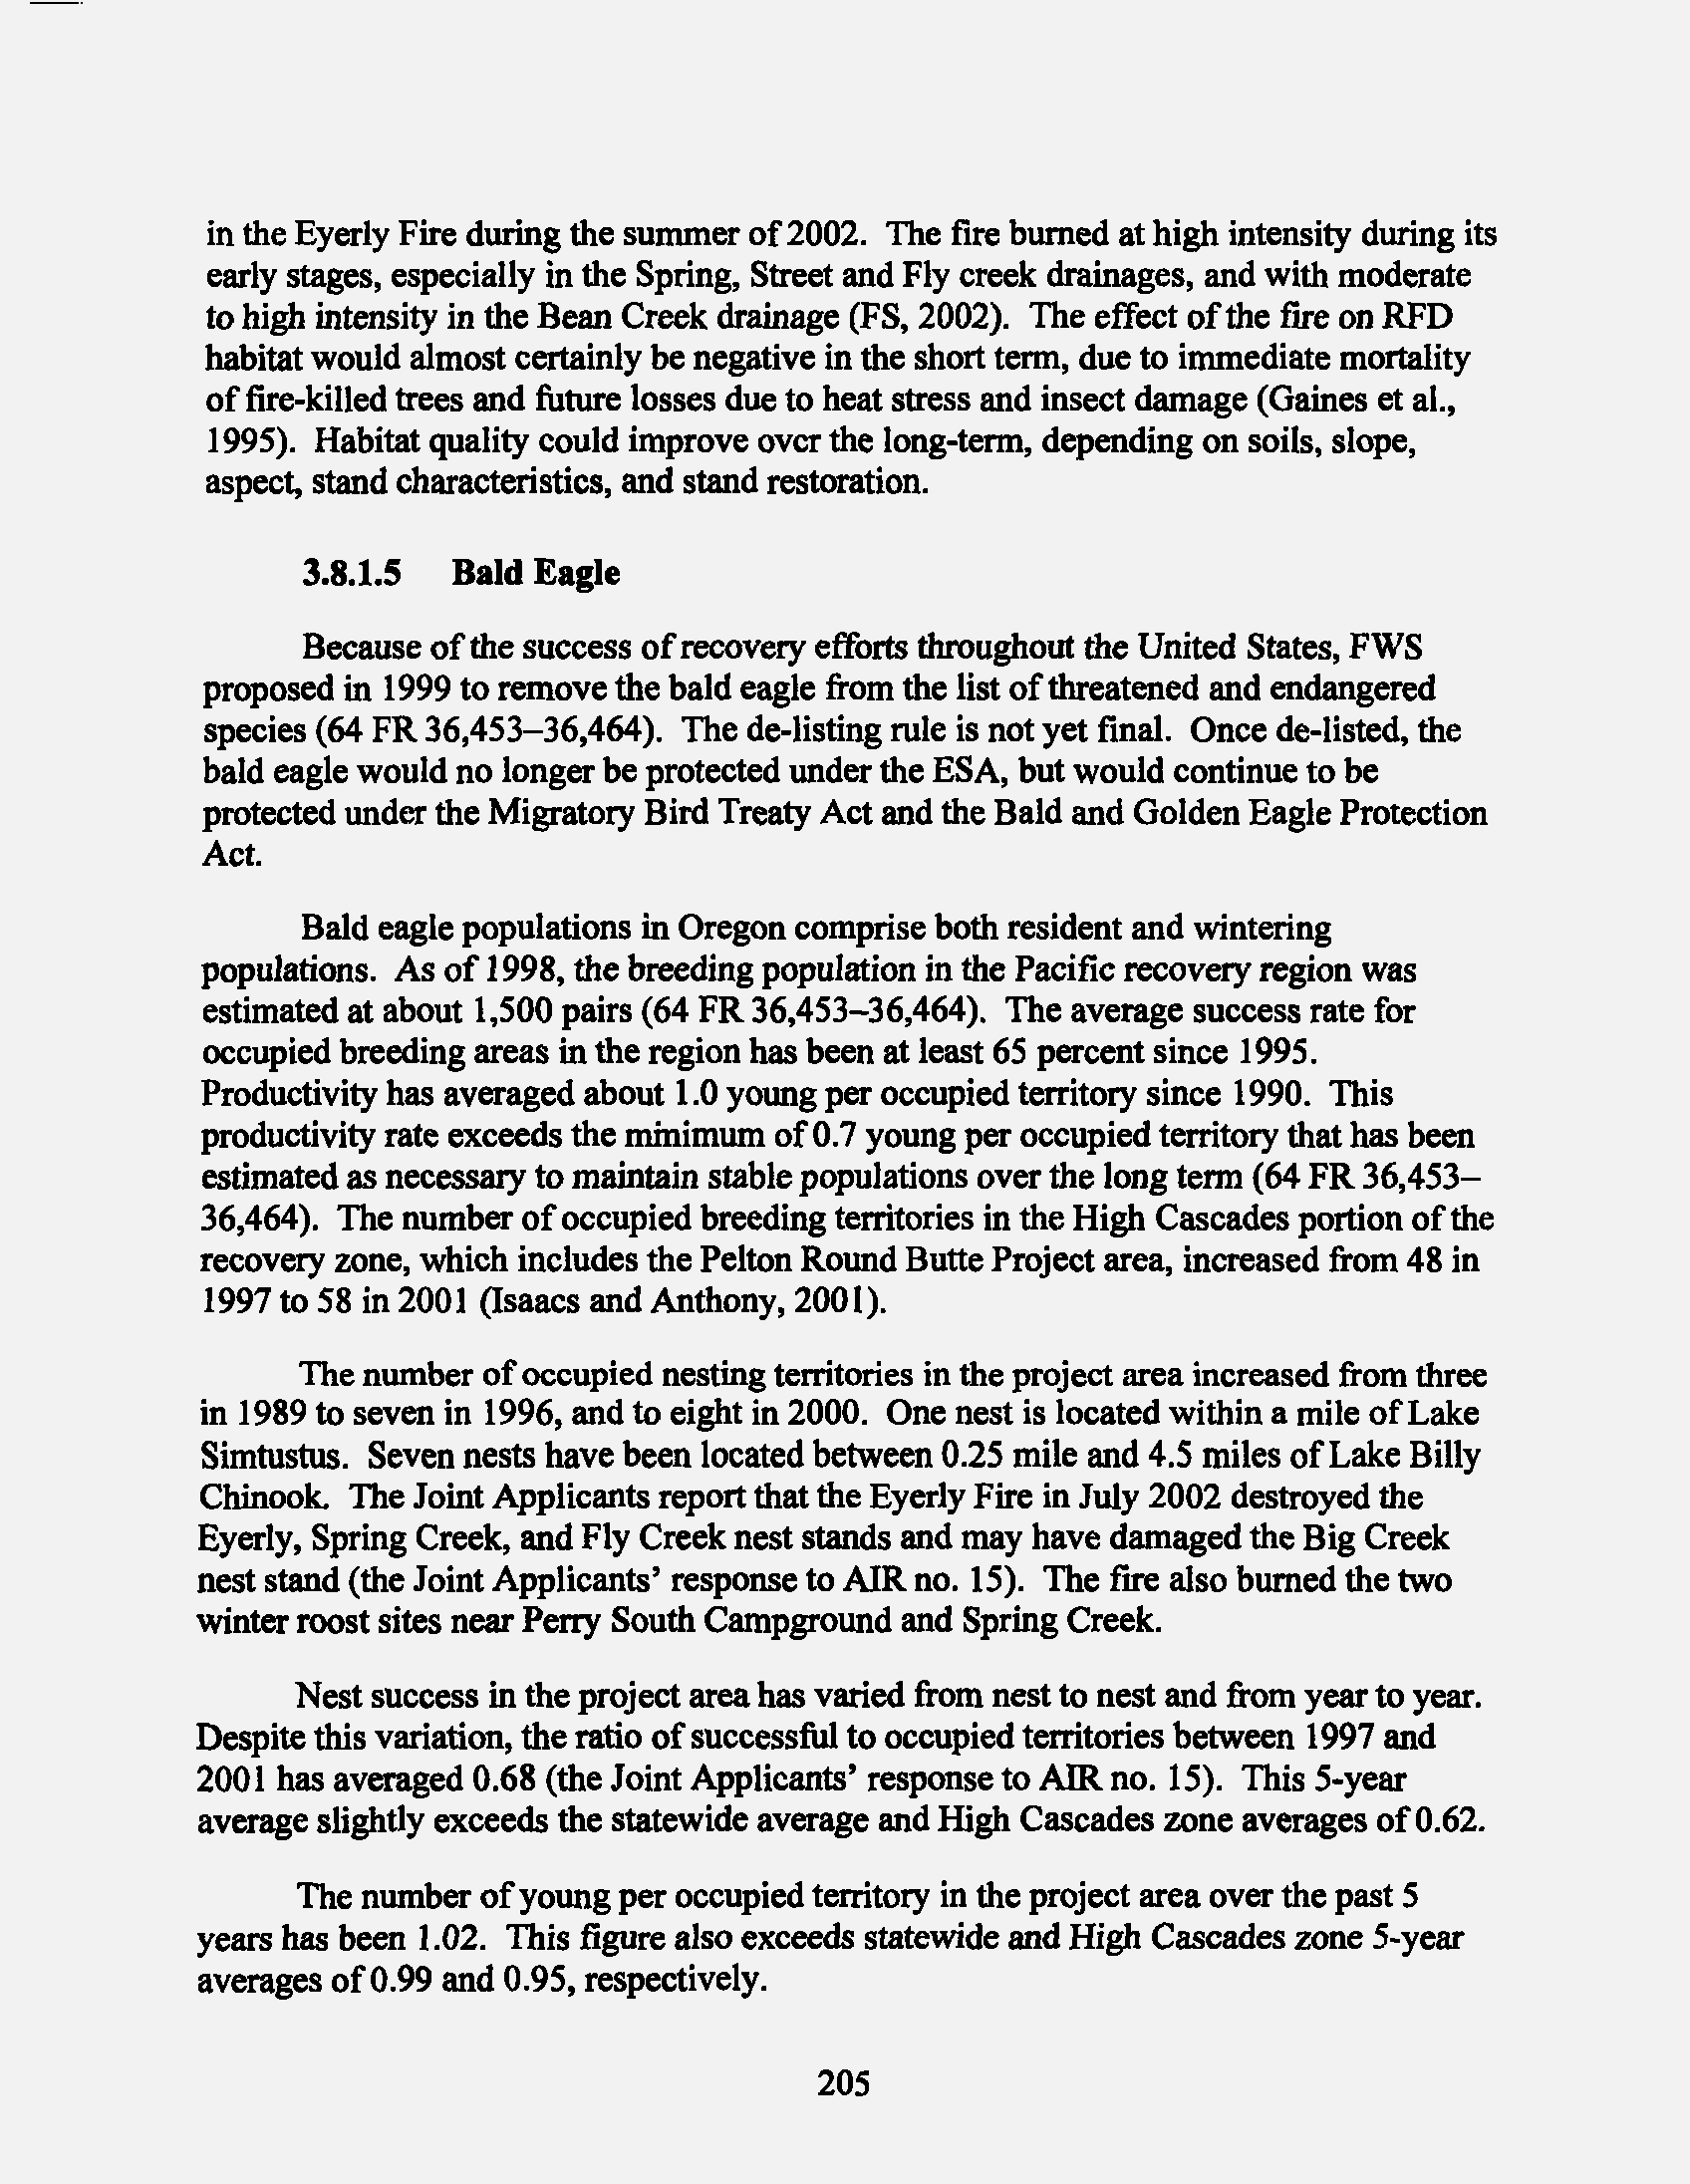 in the Eyerly Fire during the summer of 2002. The fire burned at high intensity during its
early stages, especially in the Spring, Street and Fly creek drainages, and with moderate
to high intensity in the Bean Creek drainage (FS, 2002). The effect of the fire on RFD
habitat would almost certainly be negative in the short term, due to immediate mortality
of fire-killed trees and future losses due to heat stress and insect damage (Gaines et al.,
1995). Habitat quality could improve over the long-term, depending on soils, slope,
aspect, stand characteristics, and stand restoration.
3.8.1.5 Bald Eagle
Because of the success of recovery efforts throughout the United States, FWS
proposed in 1999 to remove the bald eagle from the list of threatened and endangered
species (64 FR 36,453–36,464). The de-listing rule is not yet final. Once de-listed, the
bald eagle would no longer be protected under the ESA, but would continue to be
protected under the Migratory Bird Treaty Act and the Bald and Golden Eagle Protection
Act.
Bald eagle populations in Oregon comprise both resident and wintering
populations. As of 1998, the breeding population in the Pacific recovery region was
estimated at about 1,500 pairs (64 FR 36,453–36,464). The average success rate for
occupied breeding areas in the region has been at least 65 percent since 1995.
Productivity has averaged about 1.0 young per occupied territory since 1990. This
productivity rate exceeds the minimum of 0.7 young per occupied territory that has been
estimated as necessary to maintain stable populations over the long term (64 FR 36,453–
36,464). The number of occupied breeding territories in the High Cascades portion of the
recovery zone, which includes the Pelton Round Butte Project area, increased from 48 in
1997 to 58 in 2001 (Isaacs and Anthony, 2001).
The number of occupied nesting territories in the project area increased from three
in 1989 to seven in 1996, and to eight in 2000. One nest is located within a mile of Lake
Simtustus. Seven nests have been located between 0.25 mile and 4.5 miles of Lake Billy
Chinook. The Joint Applicants report that the Eyerly Fire in July 2002 destroyed the
Eyerly, Spring Creek, and Fly Creek nest stands and may have damaged the Big Creek
nest stand (the Joint Applicants’ response to AIR no. 15). The fire also burned the two
winter roost sites near Perry South Campground and Spring Creek.
Nest success in the project area has varied from nest to nest and from year to year.
Despite this variation, the ratio of successful to occupied territories between 1997 and
2001 has averaged 0.68 (the Joint Applicants’ response to AIR no. 15). This 5-year
average slightly exceeds the statewide average and High Cascades zone averages of 0.62.
The number of young per occupied territory in the project area over the past 5
years has been 1.02. This figure also exceeds statewide and High Cascades zone 5-year
averages of 0.99 and 0.95, respectively.
205